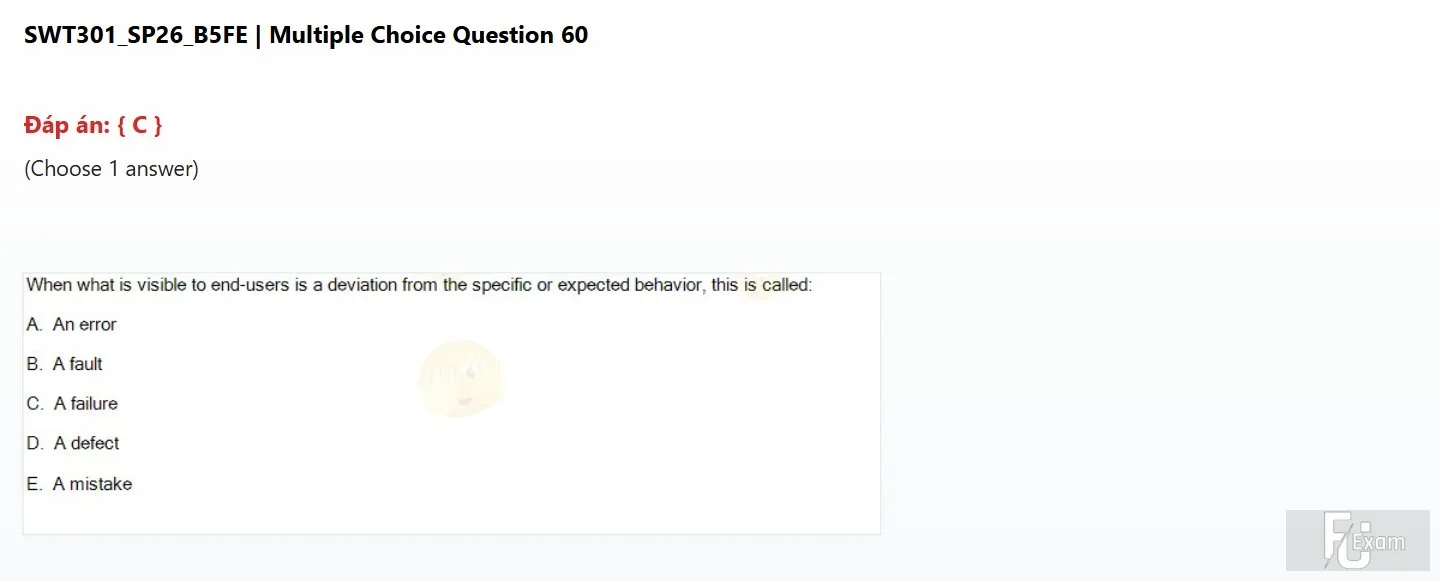 SWT301_SP26_B5FE | Multiple Choice Question 60
Đáp án: { C }
(Choose 1 answer)
When what is visible to end-users is a deviation from the specific or expected behavior, this is called:
A. An error
B. A fault
C. A failure
D. A defect
E. A mistake
FU Exam